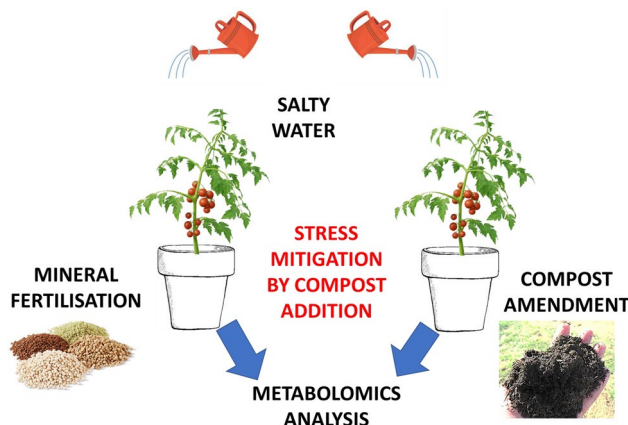 SALTY
WATER
STRESS
MITIGATION
BY COMPOST
ADDITION
MINERAL
FERTILISATION
COMPOST
AMENDMENT
METABOLOMICS
ANALYSIS